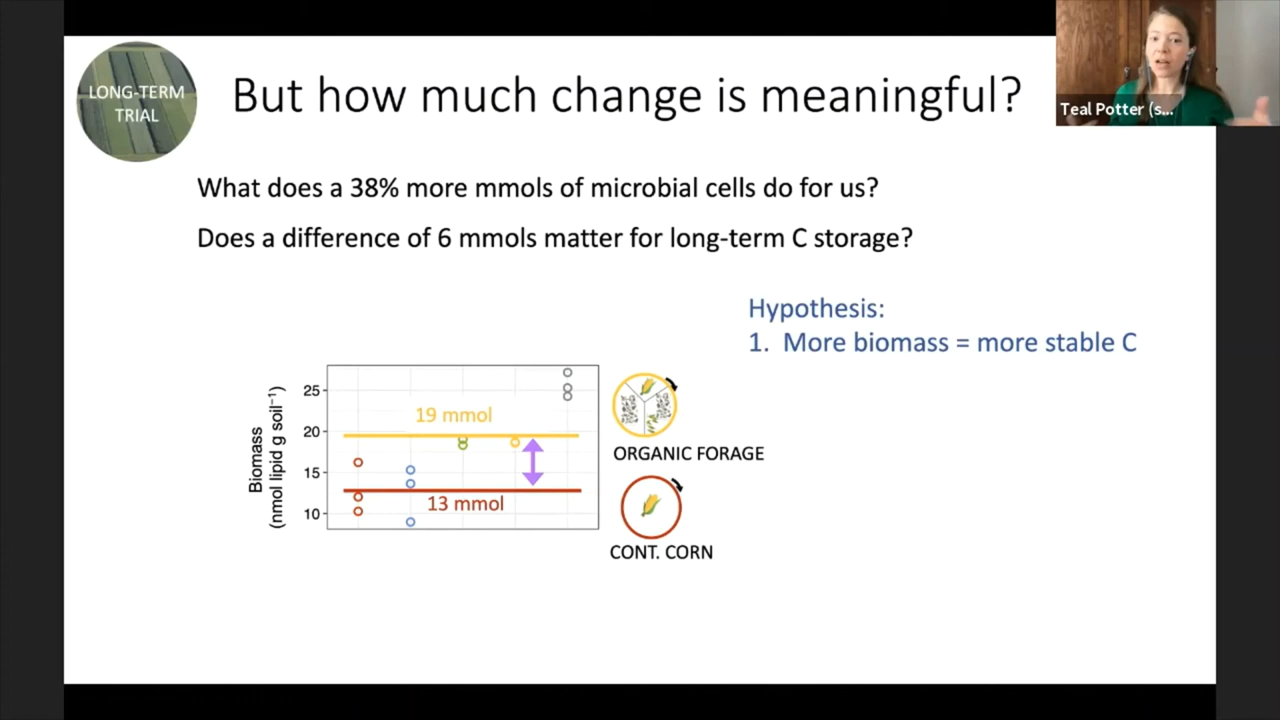 LONG-TERM
TRIAL
But how much change is meaningful?
Teal Potter (s...
What does a 38% more mmols of microbial cells do for us?
Does a difference of 6 mmols matter for long-term C storage?
Hypothesis:
1. More biomass = more stable C
Biomass
(nmol lipid g soil⁻¹)
25
20
15
10
19 mmol
13 mmol
ORGANIC FORAGE
CONT. CORN